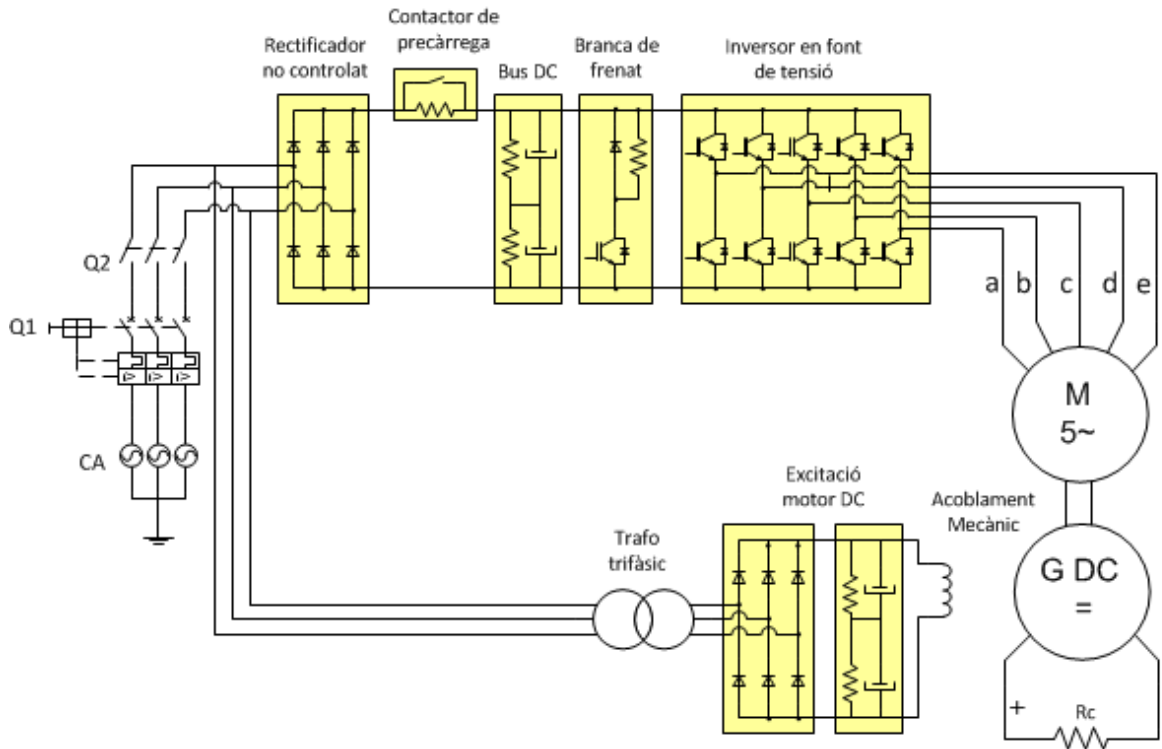 Contactor de
precàrrega
Rectificador
no controlat
Bus DC
Branca de
frenat
Inversor en font
de tensió
Q2
Q1
I>
I>
I>
CA
a
b
c
d
e
M
5~
Excitació
motor DC
Acoblament
Mecànic
Trafo
trifàsic
G DC
=
+
Rc